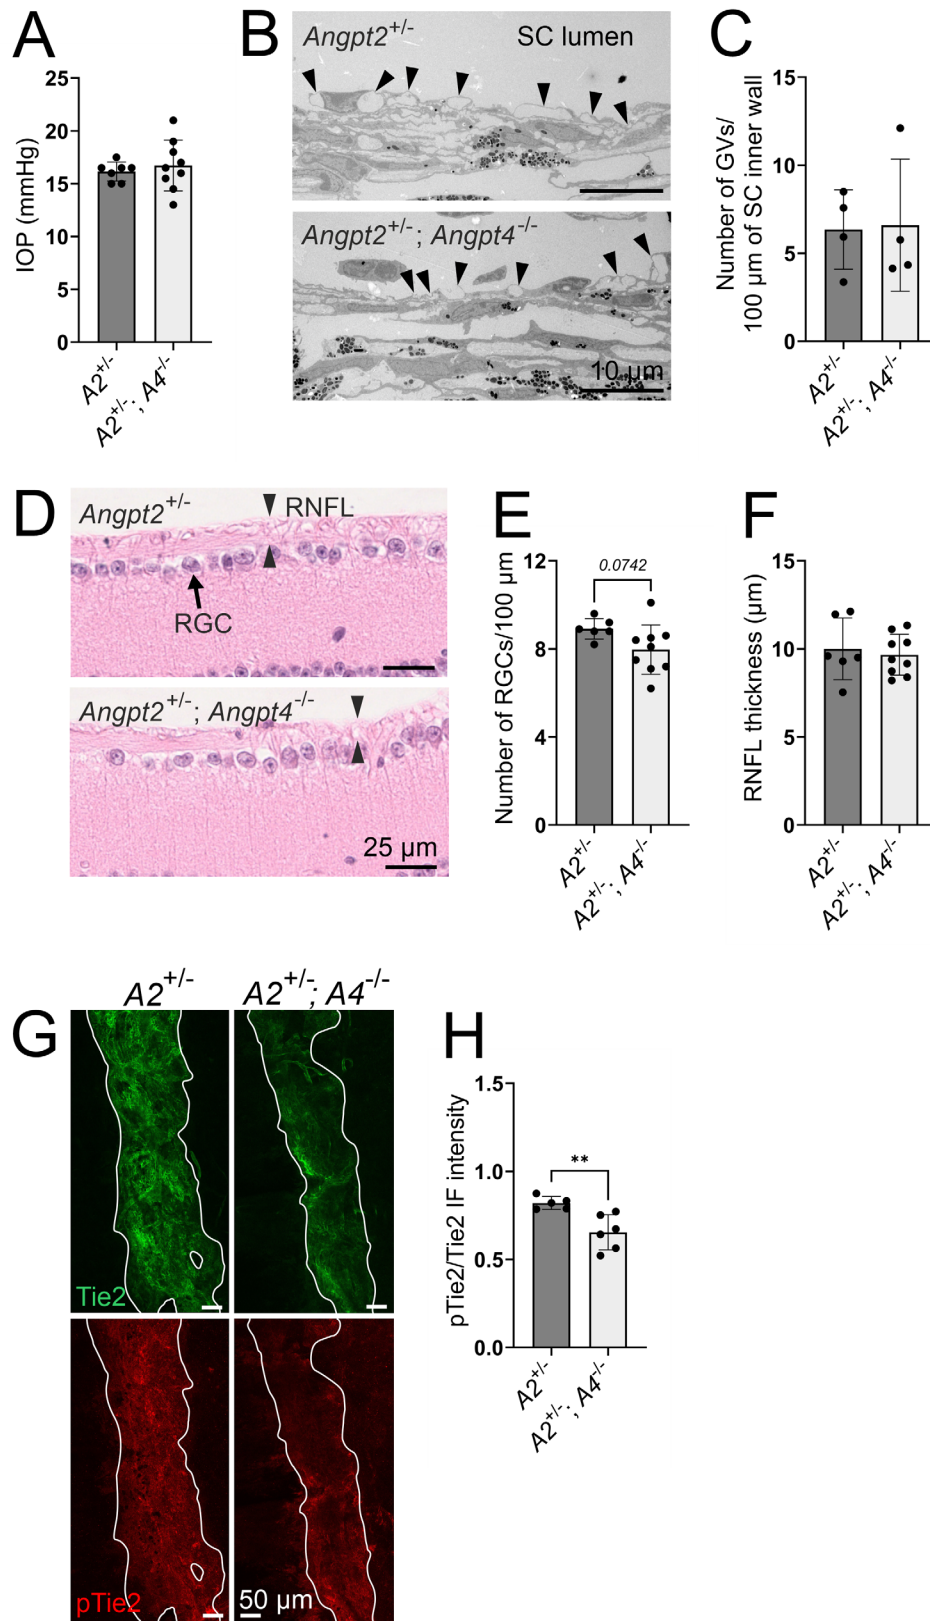 A
IOP (mmHg)
25
20
15
10
5
0
A2+/-
A2+/-; A4-/-
B
Angpt2+/-
SC lumen
Angpt2+/-; Angpt4-/-
10 µm
C
Number of GVs/
100 µm of SC inner wall
15
10
5
0
A2+/-
A2+/-; A4-/-
D
Angpt2+/-
RNFL
RGC
Angpt2+/-; Angpt4-/-
25 µm
E
Number of RGCs/100 µm
12
8
4
0
0.0742
A2+/-
A2+/-; A4-/-
F
RNFL thickness (µm)
15
10
5
0
A2+/-
A2+/-; A4-/-
G
A2+/-
A2+/-; A4-/-
Tie2
pTie2
50 µm
H
pTie2/Tie2 IF intensity
1.5
1.0
0.5
0.0
**
A2+/-
A2+/-; A4-/-